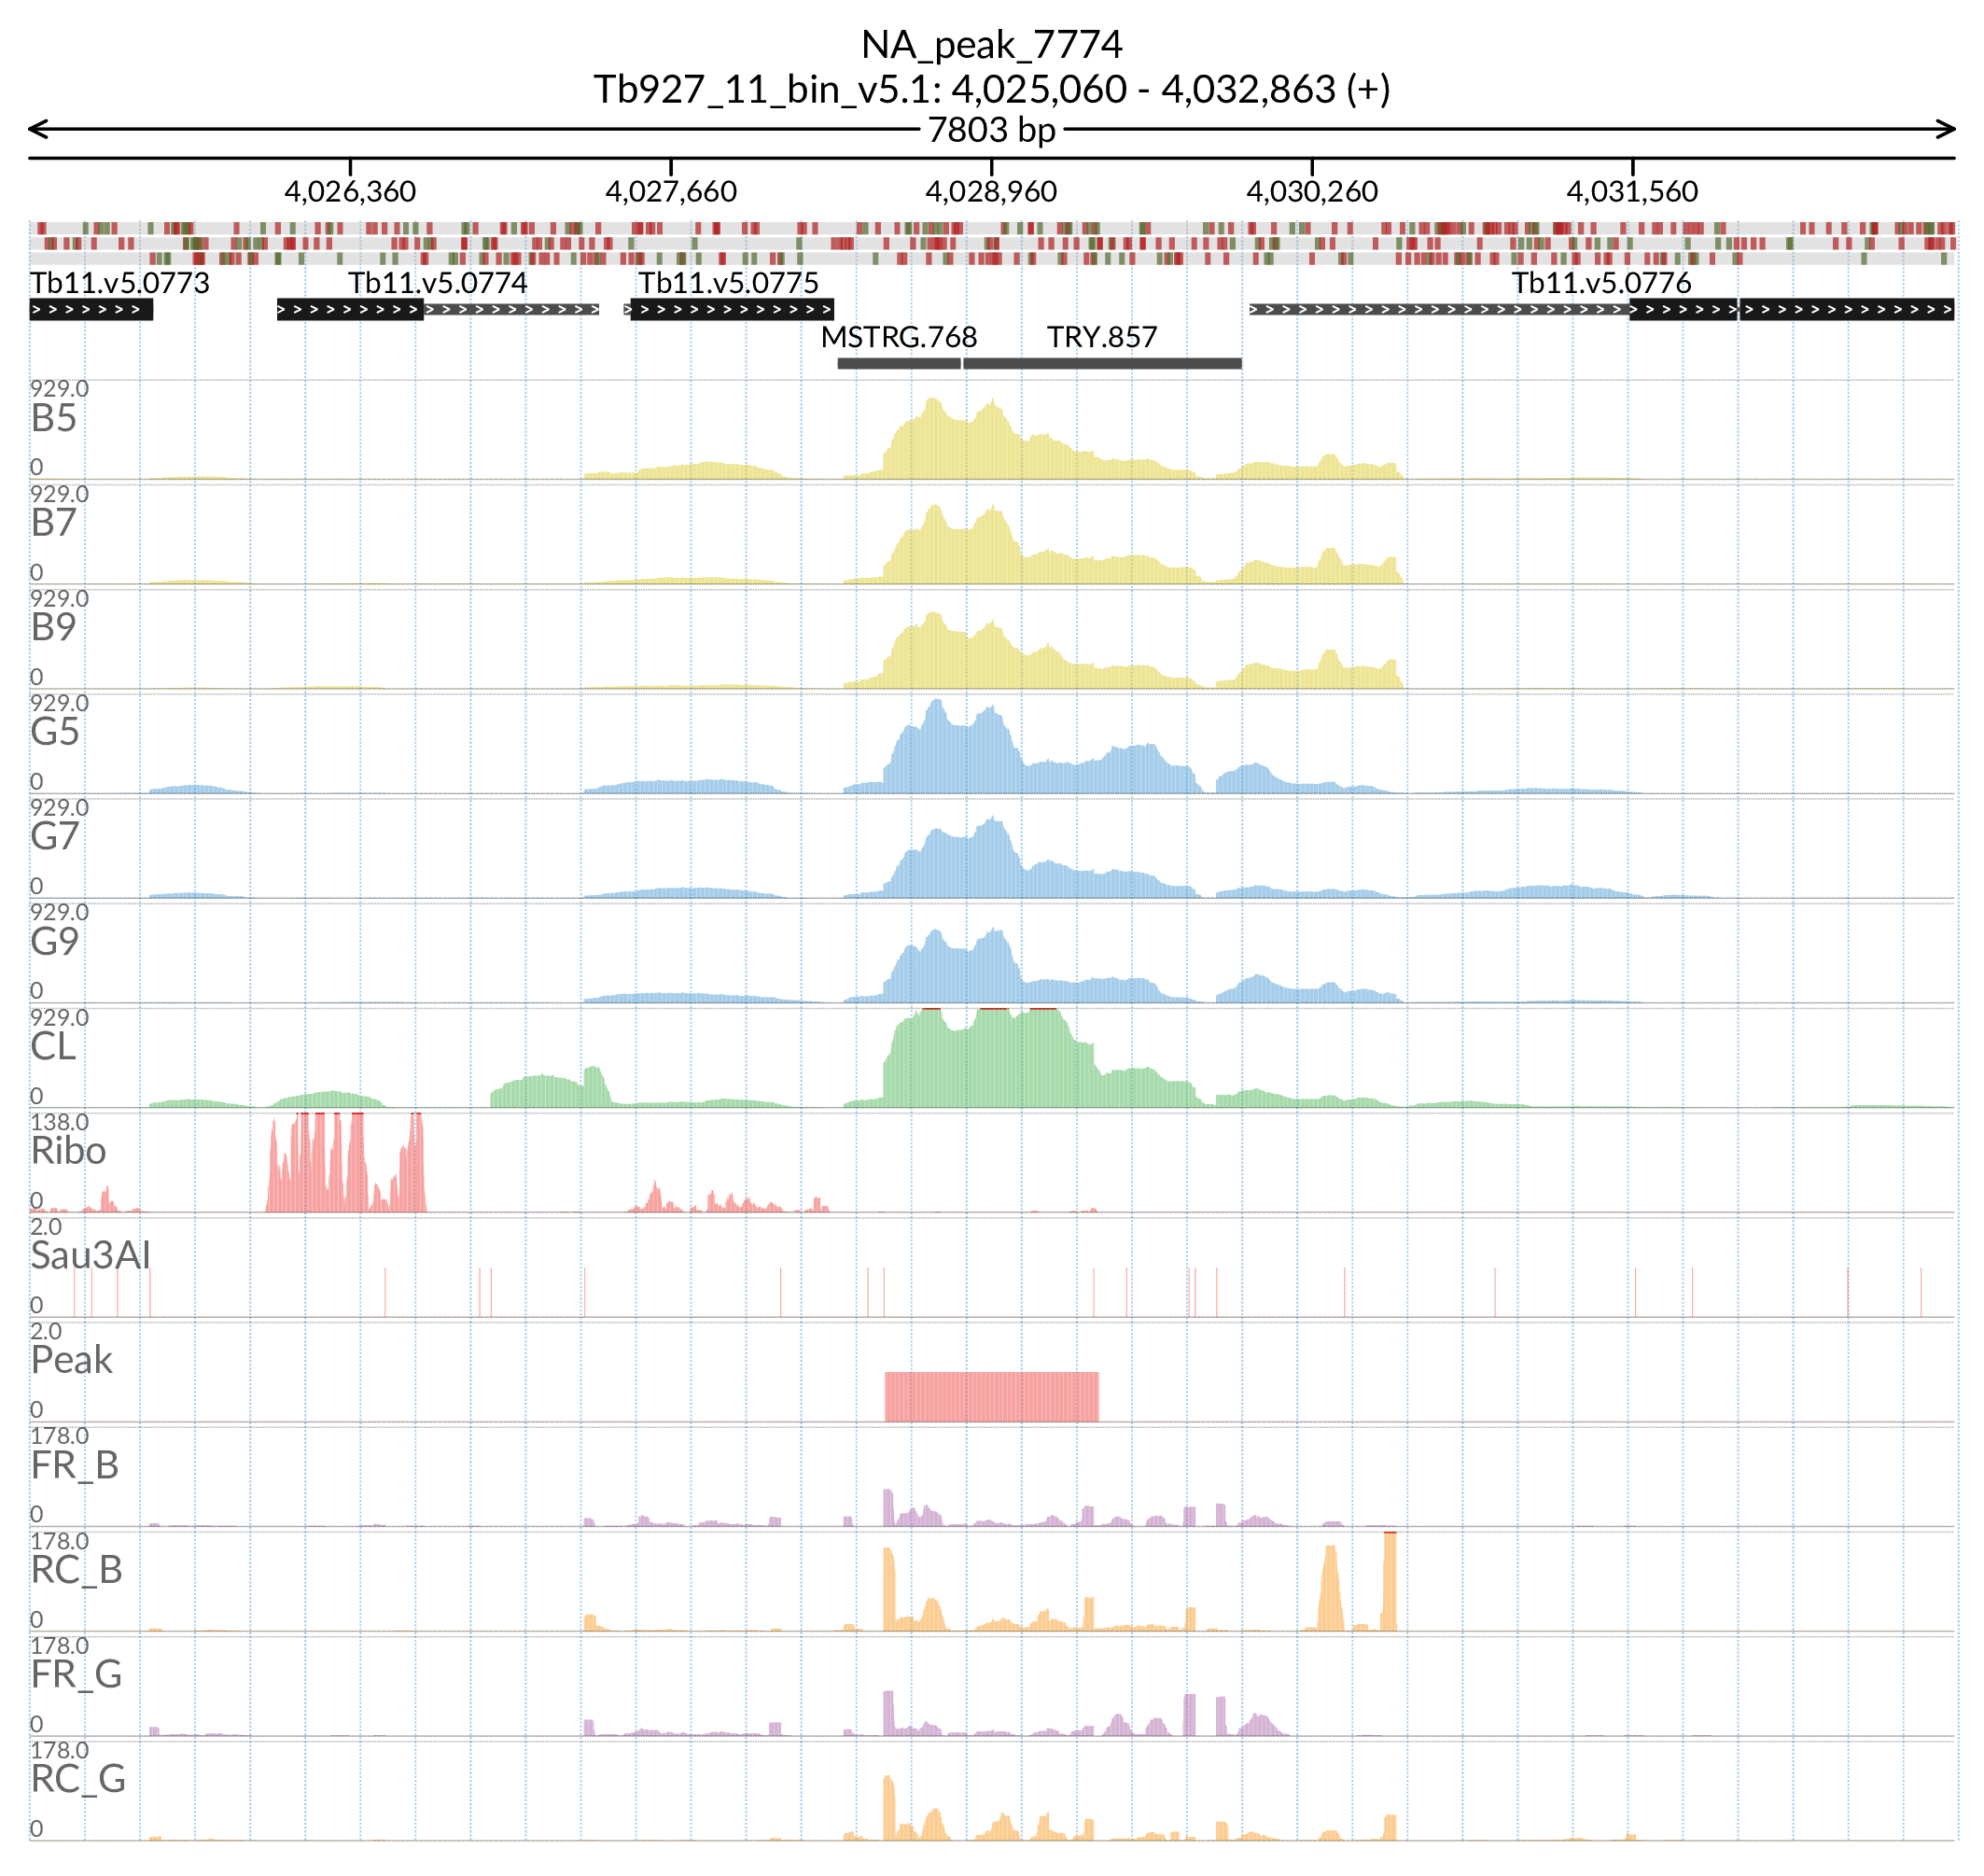 NA_peak_7774
Tb927_11_bin_v5.1: 4,025,060 - 4,032,863 (+)
7803 bp
4,026,360 4,027,660 4,028,960 4,030,260 4,031,560
Tb11.v5.0773 Tb11.v5.0774 Tb11.v5.0775 Tb11.v5.0776
MSTRG.768 TRY.857
929.0
B5
0
929.0
B7
0
929.0
B9
0
929.0
G5
0
929.0
G7
0
929.0
G9
0
929.0
CL
0
138.0
Ribo
0
2.0
Sau3AI
0
2.0
Peak
0
178.0
FR_B
0
178.0
RC_B
0
178.0
FR_G
0
178.0
RC_G
0